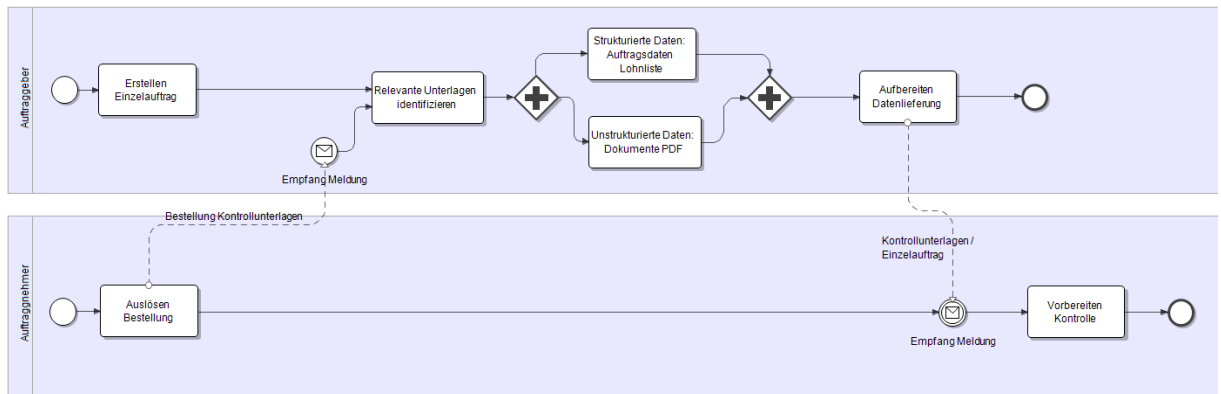 Auftraggeber
Erstellen
Einzelauftrag
Relevante Unterlagen
identifizieren
Strukturierte Daten:
Auftragsdaten
Lohnliste
Unstrukturierte Daten:
Dokumente PDF
Aufbereiten
Datenlieferung
Empfang Meldung
Bestellung Kontrollunterlagen
Kontrollunterlagen /
Einzelauftrag
Auftraggnehmer
Auslösen
Bestellung
Empfang Meldung
Vorbereiten
Kontrolle